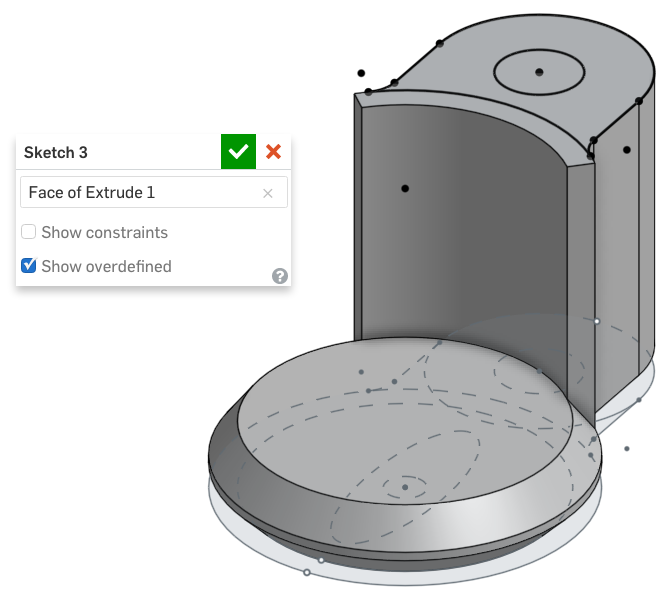 Sketch 3
Face of Extrude 1
Show constraints
Show overdefined
?